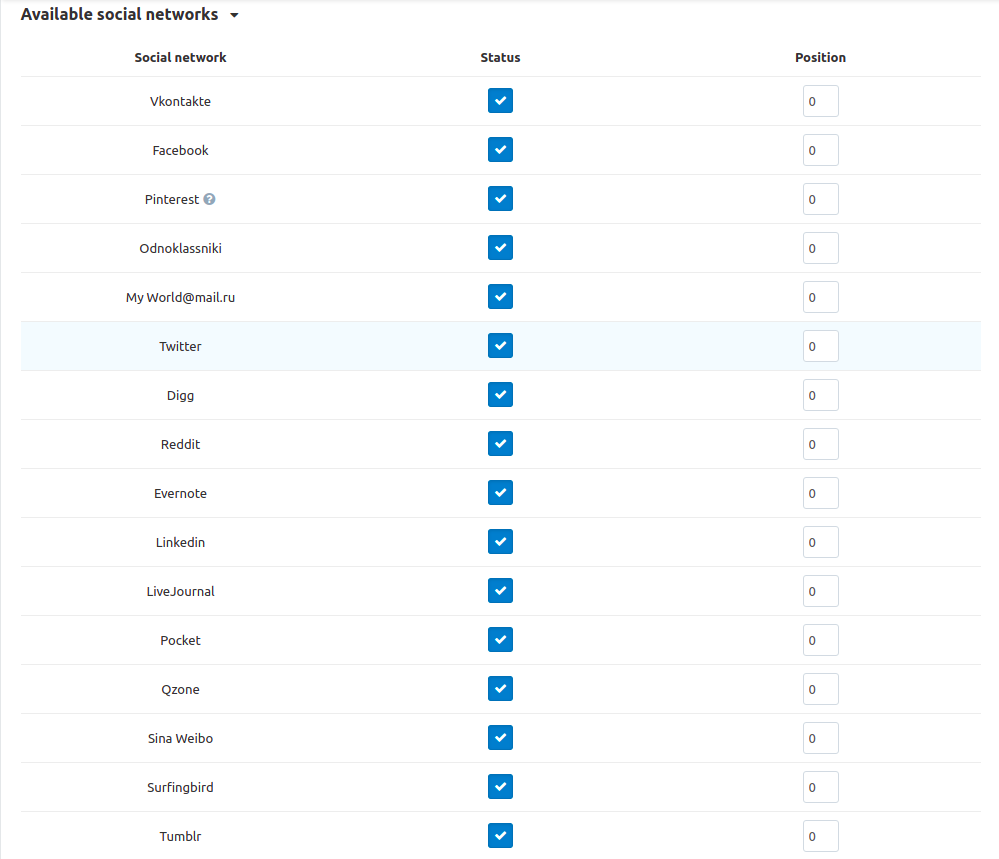 Available social networks
Social network Status Position
Vkontakte 0
Facebook 0
Pinterest ? 0
Odnoklassniki 0
My World@mail.ru 0
Twitter 0
Digg 0
Reddit 0
Evernote 0
Linkedin 0
LiveJournal 0
Pocket 0
Qzone 0
Sina Weibo 0
Surfingbird 0
Tumblr 0